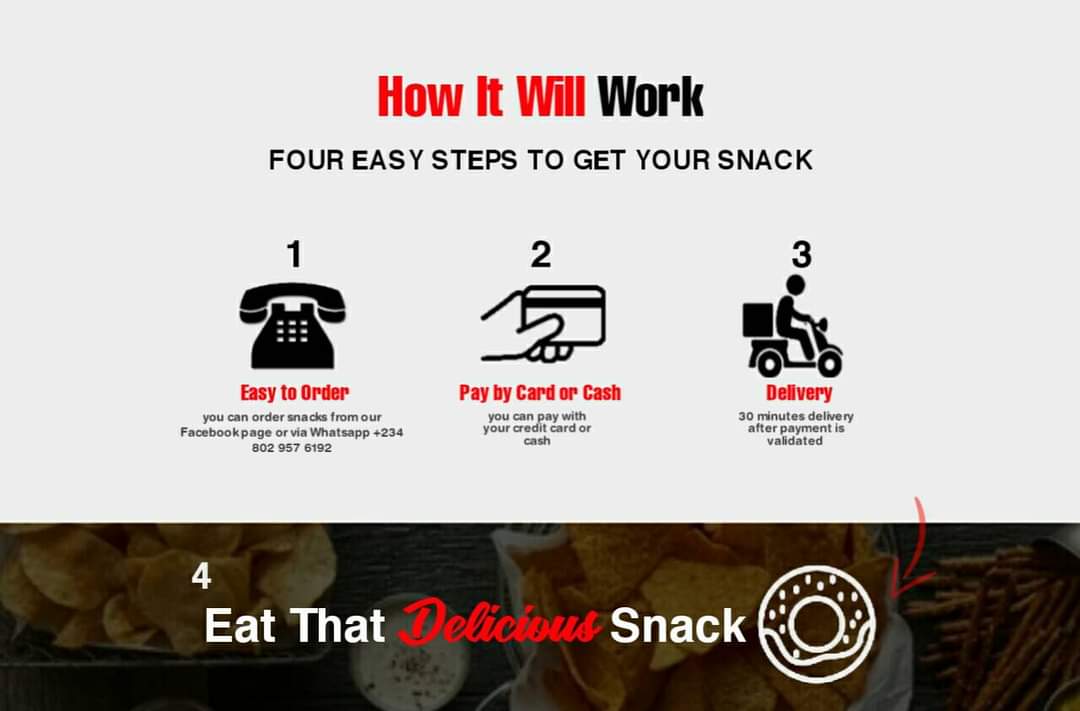 How It Will Work
FOUR EASY STEPS TO GET YOUR SNACK
1
Easy to Order
you can order snacks from our
Facebook page or via Whatsapp +234
802 957 6192
2
Pay by Card or Cash
you can pay with
your credit card or
cash
3
Delivery
30 minutes delivery
after payment is
validated
4
Eat That Delicious Snack